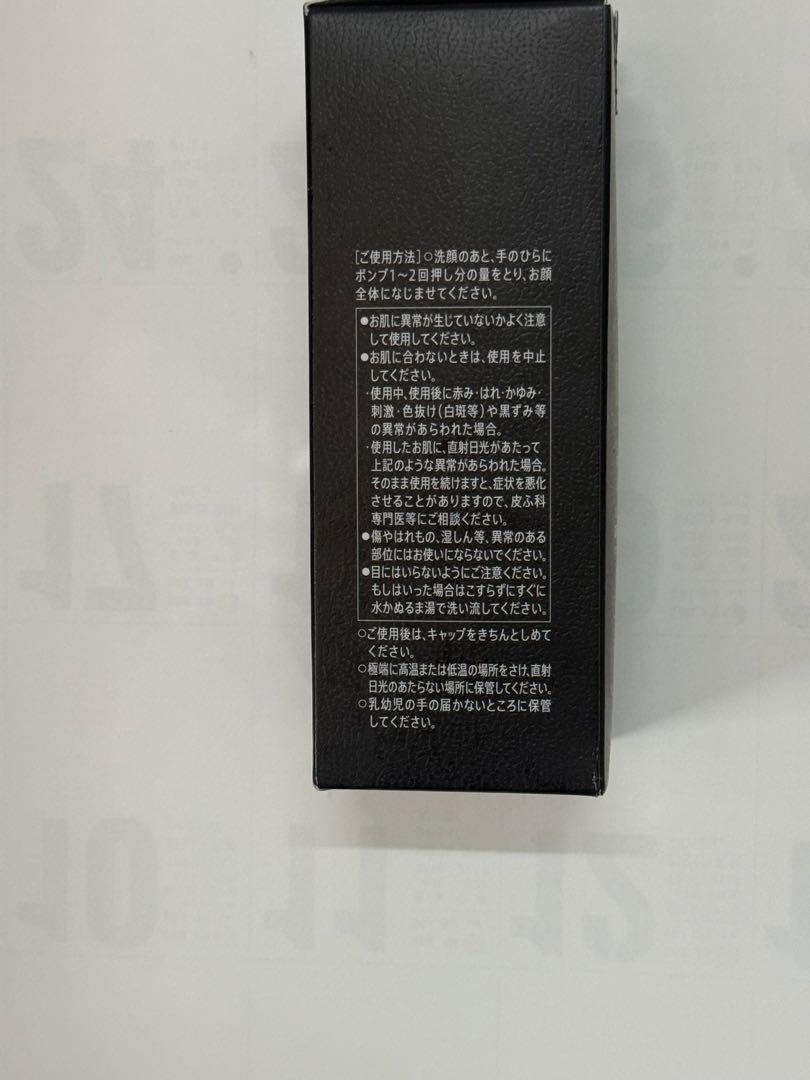 [ご使用方法]○洗顔のあと、手のひらに
ポンプ1〜2回押し分の量をとり、お顔
全体になじませてください。
●お肌に異常が生じていないかよく注意
して使用してください。
●お肌に合わないときは、使用を中止
してください。
・使用中、使用後に赤み・はれ・かゆみ・
刺激・色抜け(白斑等)や黒ずみ等
の異常があらわれた場合。
・使用したお肌に、直射日光があたって
上記のような異常があらわれた場合。
そのまま使用を続けますと、症状を悪化
させることがありますので、皮ふ科
専門医等にご相談ください。
●傷やはれもの、湿しん等、異常のある
部位にはお使いにならないでください。
●目にはいらないようにご注意ください。
もしはいった場合はこすらずにすぐに
水かぬるま湯で洗い流してください。
○ご使用後は、キャップをきちんとしめて
ください。
○極端に高温または低温の場所をさけ、直射
日光のあたらない場所に保管してください。
○乳幼児の手の届かないところに保管
してください。
24
17
10
11
12